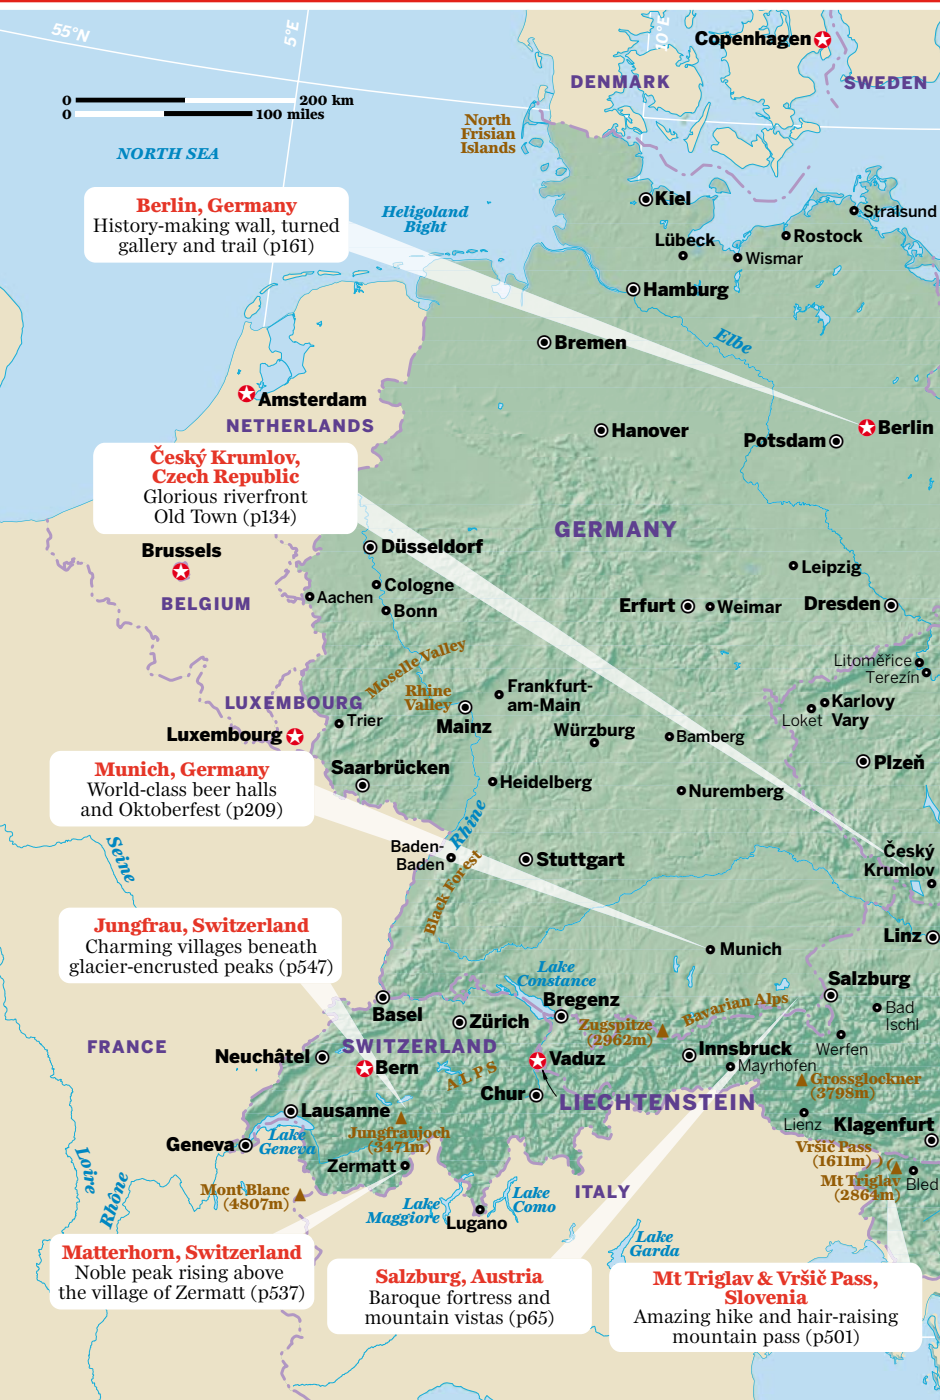 55°N
5°E
10°E
Copenhagen
DENMARK
SWEDEN
0
200 km
0
100 miles
North
Frisian
Islands
NORTH SEA
Berlin, Germany
History-making wall, turned
gallery and trail (p161)
Heligoland
Bight
Kiel
Stralsund
Lübeck
Rostock
Wismar
Hamburg
Elbe
Bremen
Amsterdam
NETHERLANDS
Hanover
Berlin
Potsdam
Český Krumlov,
Czech Republic
Glorious riverfront
Old Town (p134)
GERMANY
Brussels
BELGIUM
Düsseldorf
Cologne
Aachen
Bonn
Leipzig
Erfurt
Weimar
Dresden
Litoměřice
Terezín
Moselle Valley
Rhine
Valley
LUXEMBOURG
Luxembourg
Trier
Mainz
Frankfurt-
am-Main
Würzburg
Bamberg
Karlovy
Vary
Loket
Plzeň
Munich, Germany
World-class beer halls
and Oktoberfest (p209)
Saarbrücken
Heidelberg
Nuremberg
Rhine
Seine
Baden-
Baden
Black Forest
Stuttgart
Český
Krumlov
Jungfrau, Switzerland
Charming villages beneath
glacier-encrusted peaks (p547)
Munich
Linz
Lake
Constance
Bregenz
Salzburg
Bad
Ischl
Basel
Zürich
Zugspitze
(2962m)
Bavarian Alps
Werfen
FRANCE
Neuchâtel
SWITZERLAND
Bern
ALPS
Vaduz
Innsbruck
Mayrhofen
Grossglockner
(3798m)
Chur
LIECHTENSTEIN
Lausanne
Geneva
Lake
Geneva
Jungfraujoch
(3471m)
Lienz
Klagenfurt
Zermatt
Vršič Pass
(1611m)
Mt Triglav
(2864m)
Bled
Loire
Rhône
Mont Blanc
(4807m)
Lake
Maggiore
Lugano
Lake
Como
ITALY
Lake
Garda
Matterhorn, Switzerland
Noble peak rising above
the village of Zermatt (p537)
Salzburg, Austria
Baroque fortress and
mountain vistas (p65)
Mt Triglav & Vršič Pass,
Slovenia
Amazing hike and hair-raising
mountain pass (p501)